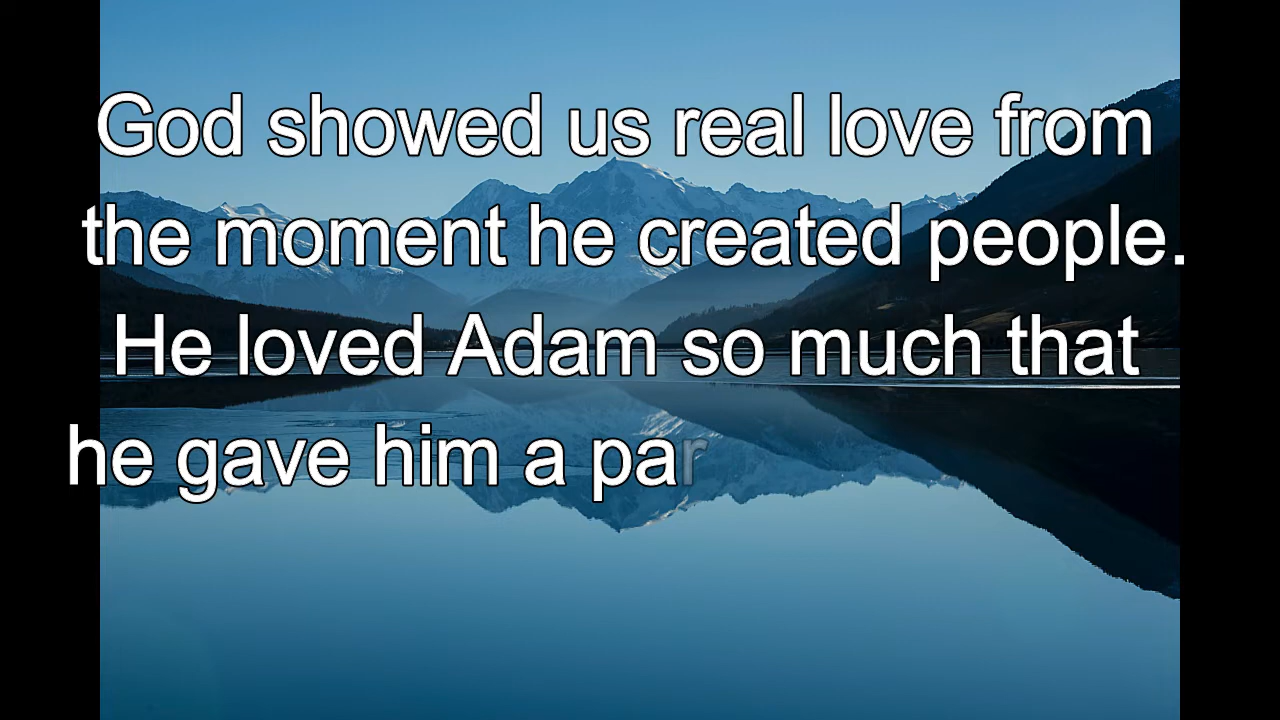 God showed us real love from
the moment he created people.
He loved Adam so much that
he gave him a par